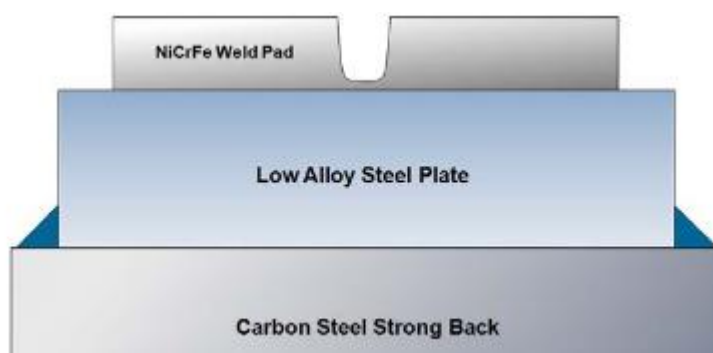 NiCrFe Weld Pad
Low Alloy Steel Plate
Carbon Steel Strong Back